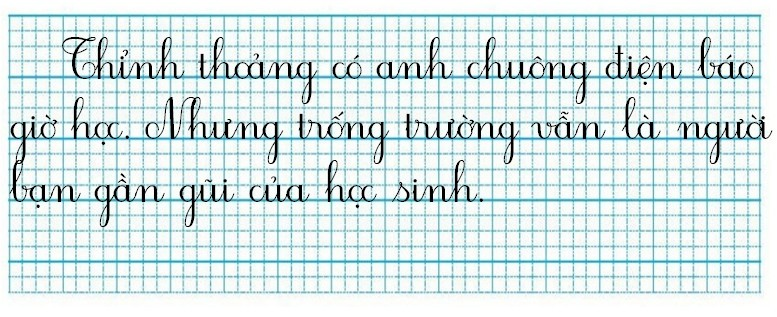 Thỉnh thoảng có anh chuông điện báo
giờ học. Nhưng trống trường vẫn là người
bạn gần gũi của học sinh.